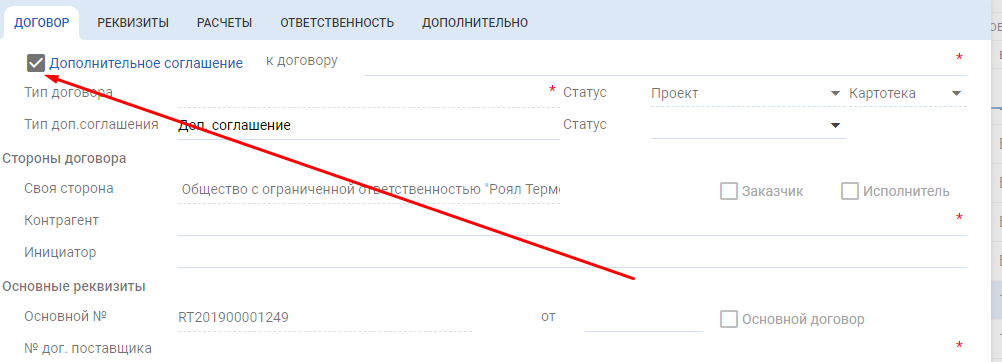 ДОГОВОР РЕКВИЗИТЫ РАСЧЕТЫ ОТВЕТСТВЕННОСТЬ ДОПОЛНИТЕЛЬНО
Дополнительное соглашение к договору *
Тип договора * Статус Проект Картотека
Тип доп.соглашения Доп. соглашение Статус
Стороны договора
Своя сторона Общество с ограниченной ответственностью "Роял Термо Заказчик Исполнитель
Контрагент *
Инициатор
Основные реквизиты
Основной № RT201900001249 от Основной договор
№ дог. поставщика *